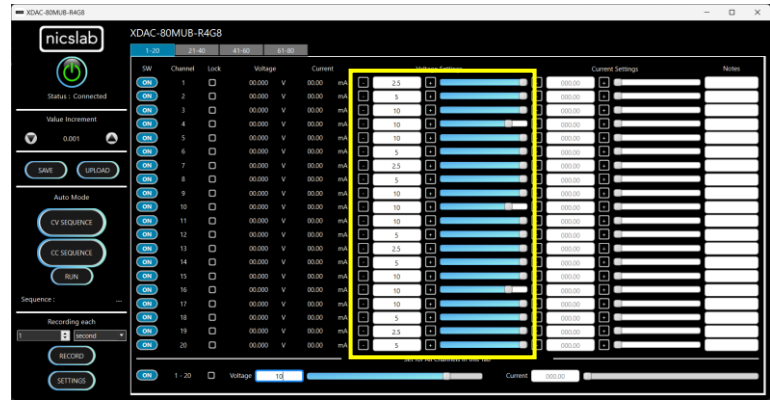 XDAC-80MUB-R4G8
nicslab
XDAC-80MUB-R4G8
1-20 21-40 41-60 61-80
SW Channel Lock Voltage Current Voltage Settings Current Settings Notes
ON 1 00.000 V 00.00 mA - 2.5 + - 000.00 +
ON 2 00.000 V 00.00 mA - 5 + - 000.00 +
ON 3 00.000 V 00.00 mA - 10 + - 000.00 +
ON 4 00.000 V 00.00 mA - 10 + - 000.00 +
ON 5 00.000 V 00.00 mA - 10 + - 000.00 +
ON 6 00.000 V 00.00 mA - 5 + - 000.00 +
ON 7 00.000 V 00.00 mA - 2.5 + - 000.00 +
ON 8 00.000 V 00.00 mA - 5 + - 000.00 +
ON 9 00.000 V 00.00 mA - 10 + - 000.00 +
ON 10 00.000 V 00.00 mA - 10 + - 000.00 +
ON 11 00.000 V 00.00 mA - 10 + - 000.00 +
ON 12 00.000 V 00.00 mA - 5 + - 000.00 +
ON 13 00.000 V 00.00 mA - 2.5 + - 000.00 +
ON 14 00.000 V 00.00 mA - 5 + - 000.00 +
ON 15 00.000 V 00.00 mA - 10 + - 000.00 +
ON 16 00.000 V 00.00 mA - 10 + - 000.00 +
ON 17 00.000 V 00.00 mA - 10 + - 000.00 +
ON 18 00.000 V 00.00 mA - 5 + - 000.00 +
ON 19 00.000 V 00.00 mA - 2.5 + - 000.00 +
ON 20 00.000 V 00.00 mA - 5 + - 000.00 +
Set for All Channels in this Tab
ON 1 - 20 Voltage 10 Current 000.00
Status : Connected
Value Increment
0.001
SAVE UPLOAD
Auto Mode
CV SEQUENCE
CC SEQUENCE
RUN
Sequence : ...
Recording each
1 second
RECORD
SETTINGS